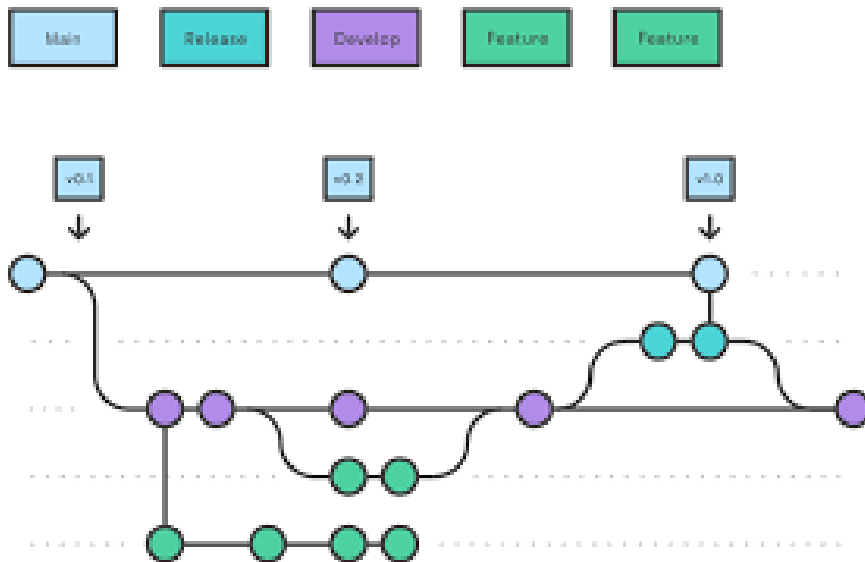 Main
Release
Develop
Feature
Feature
v0.1
v0.2
v1.0